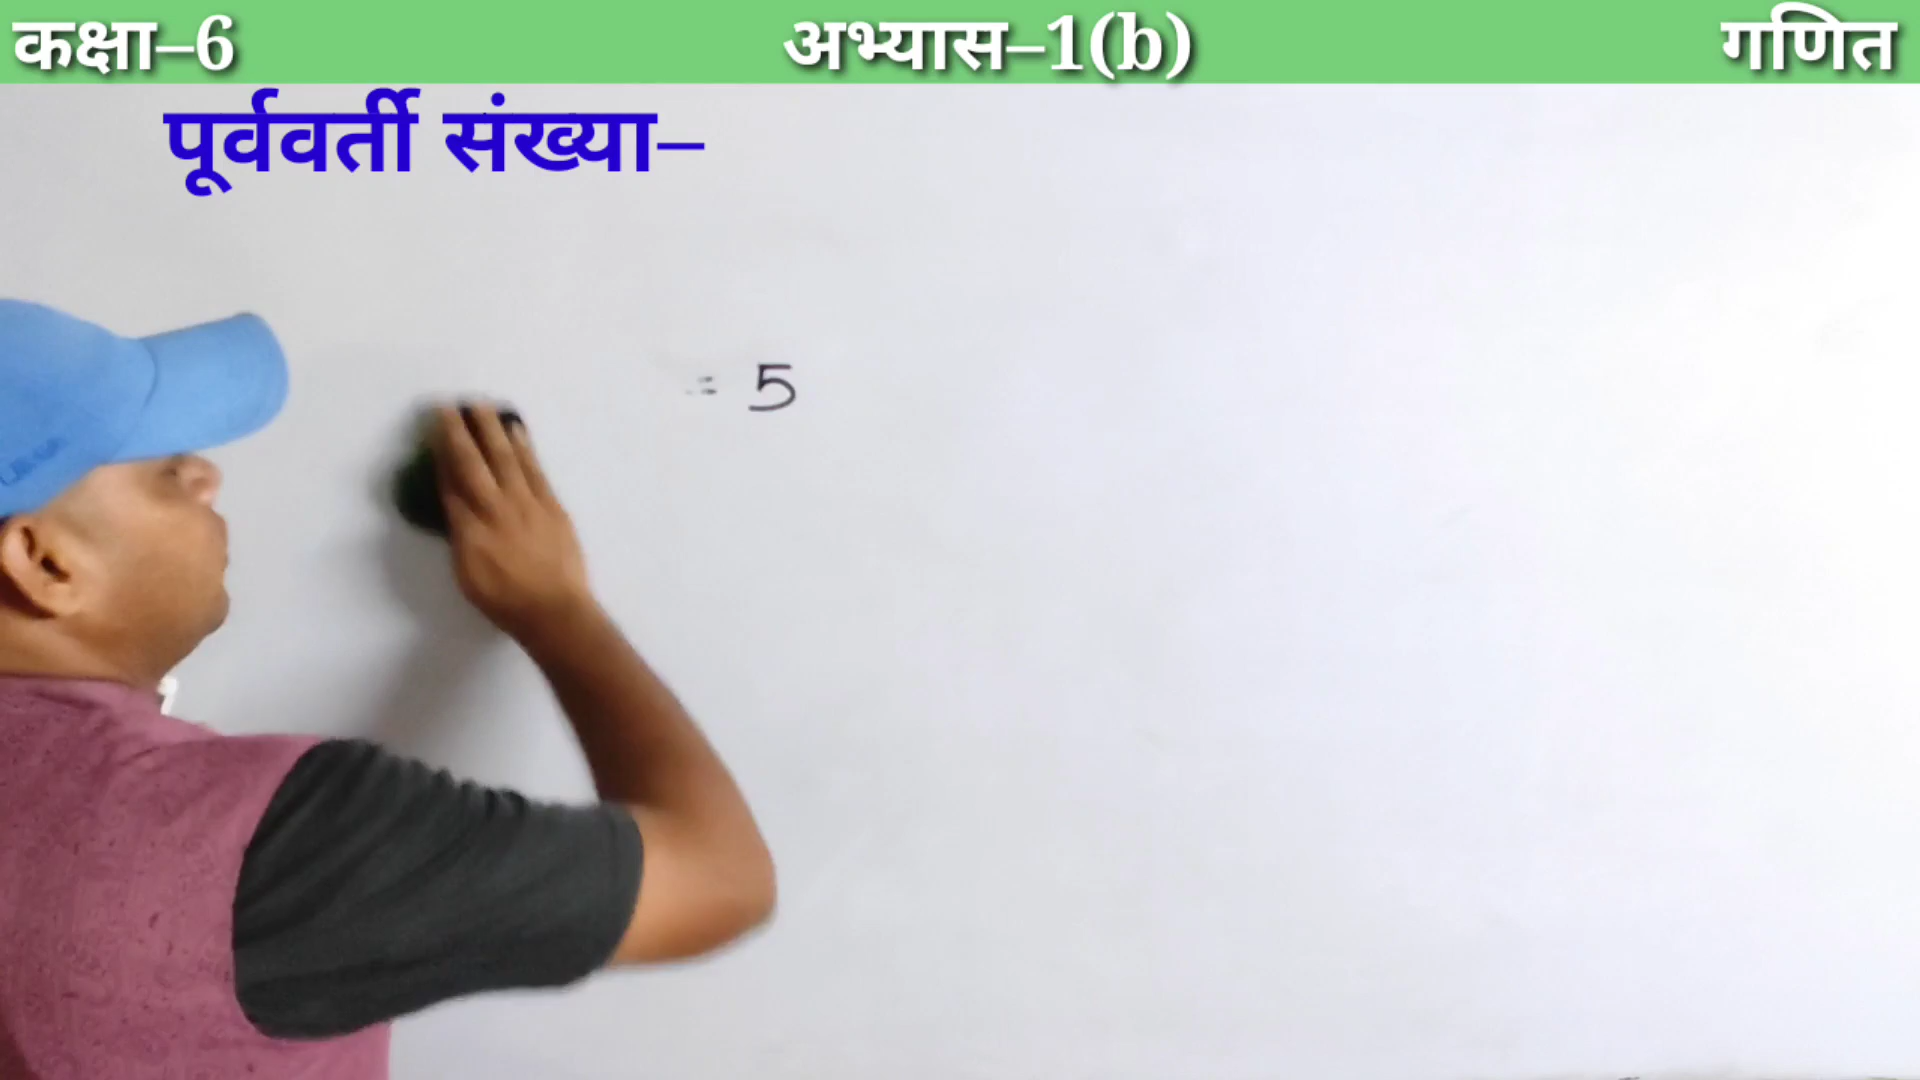 कक्षा–6 अभ्यास–1(b) गणित
पूर्ववर्ती संख्या–
= 5